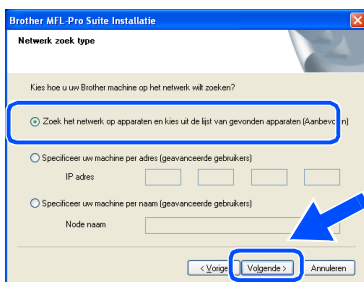 Brother MFL-Pro Suite Installatie
Netwerk zoek type
Kies hoe u uw Brother machine op het netwerk wilt zoeken?
Zoek het netwerk op apparaten en kies uit de lijst van gevonden apparaten (Aanbevolen)
Specificeer uw machine per adres (geavanceerde gebruikers)
IP adres
Specificeer uw machine per naam (geavanceerde gebruikers)
Node naam
< Vorige
Volgende >
Annuleren